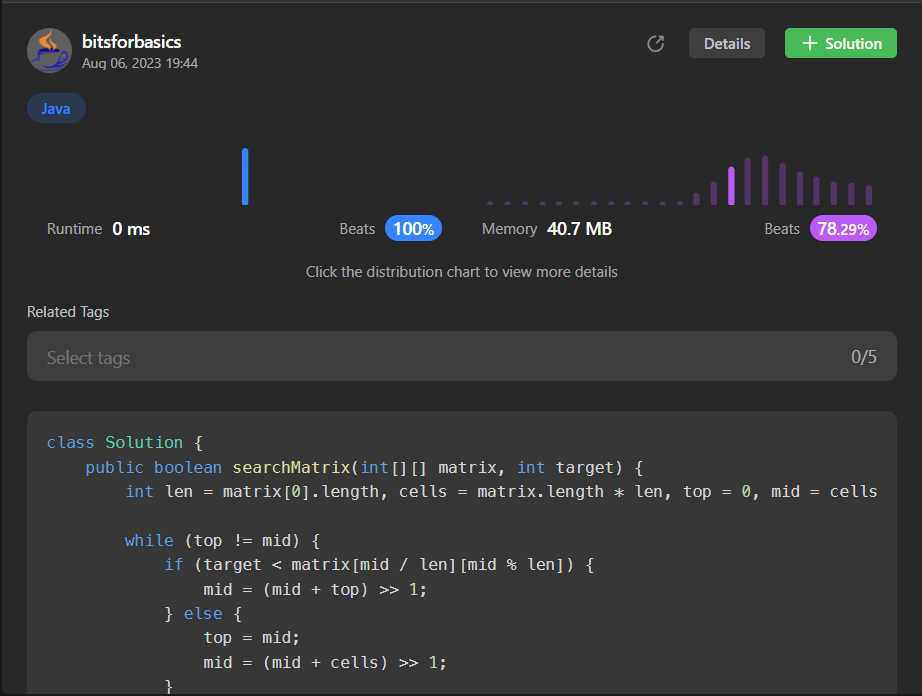 bitsforbasics
Details
Solution
Aug 06, 2023 19:44
Java
Runtime 0 ms Beats 100% Memory 40.7 MB Beats 78.29%
Click the distribution chart to view more details
Related Tags
Select tags 0/5
class Solution {
    public boolean searchMatrix(int[][] matrix, int target) {
        int len = matrix[0].length, cells = matrix.length * len, top = 0, mid = cells
        while (top != mid) {
            if (target < matrix[mid / len][mid % len]) {
                mid = (mid + top) >> 1;
            } else {
                top = mid;
                mid = (mid + cells) >> 1;
            }